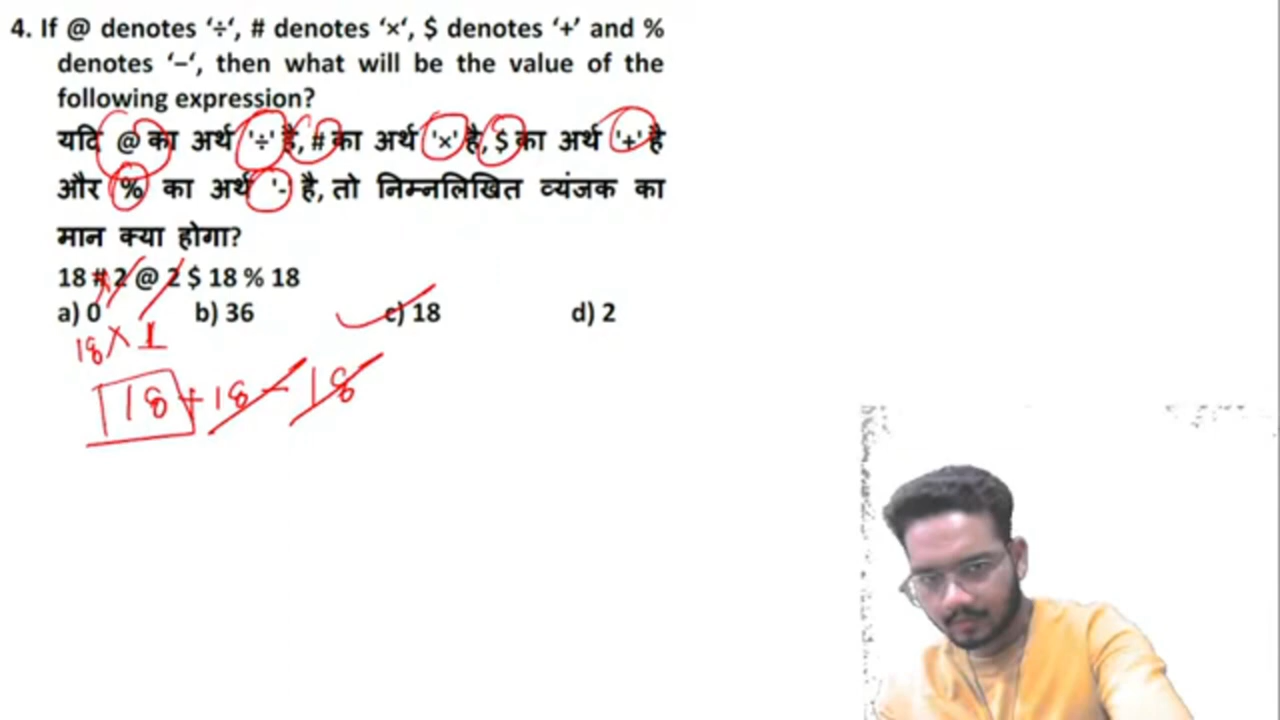 4. If @ denotes ‘÷‘, # denotes ‘×‘, $ denotes ‘+’ and %
denotes ‘–‘, then what will be the value of the
following expression?
यदि @ का अर्थ '÷' है, # का अर्थ '×' है, $ का अर्थ '+' है
और % का अर्थ '-' है, तो निम्नलिखित व्यंजक का
मान क्या होगा?
18 # 2 @ 2 $ 18 % 18
a) 0 b) 36 c) 18 d) 2
18 × 1
18 + 18 - 18